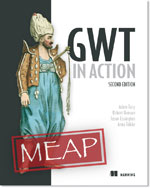 GWT
IN ACTION
SECOND EDITION
MEAP
MANNING